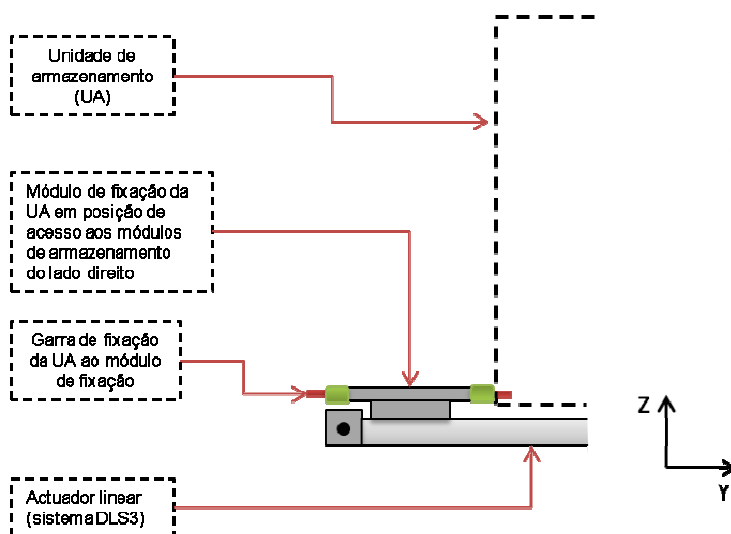 Unidade de
armazenamento
(UA)
Módulo de fixação da
UA em posição de
acesso aos módulos
de armazenamento
do lado direito
Garra de fixação
da UA ao módulo
de fixação
Actuador linear
(sistema DLS3)
Z
Y